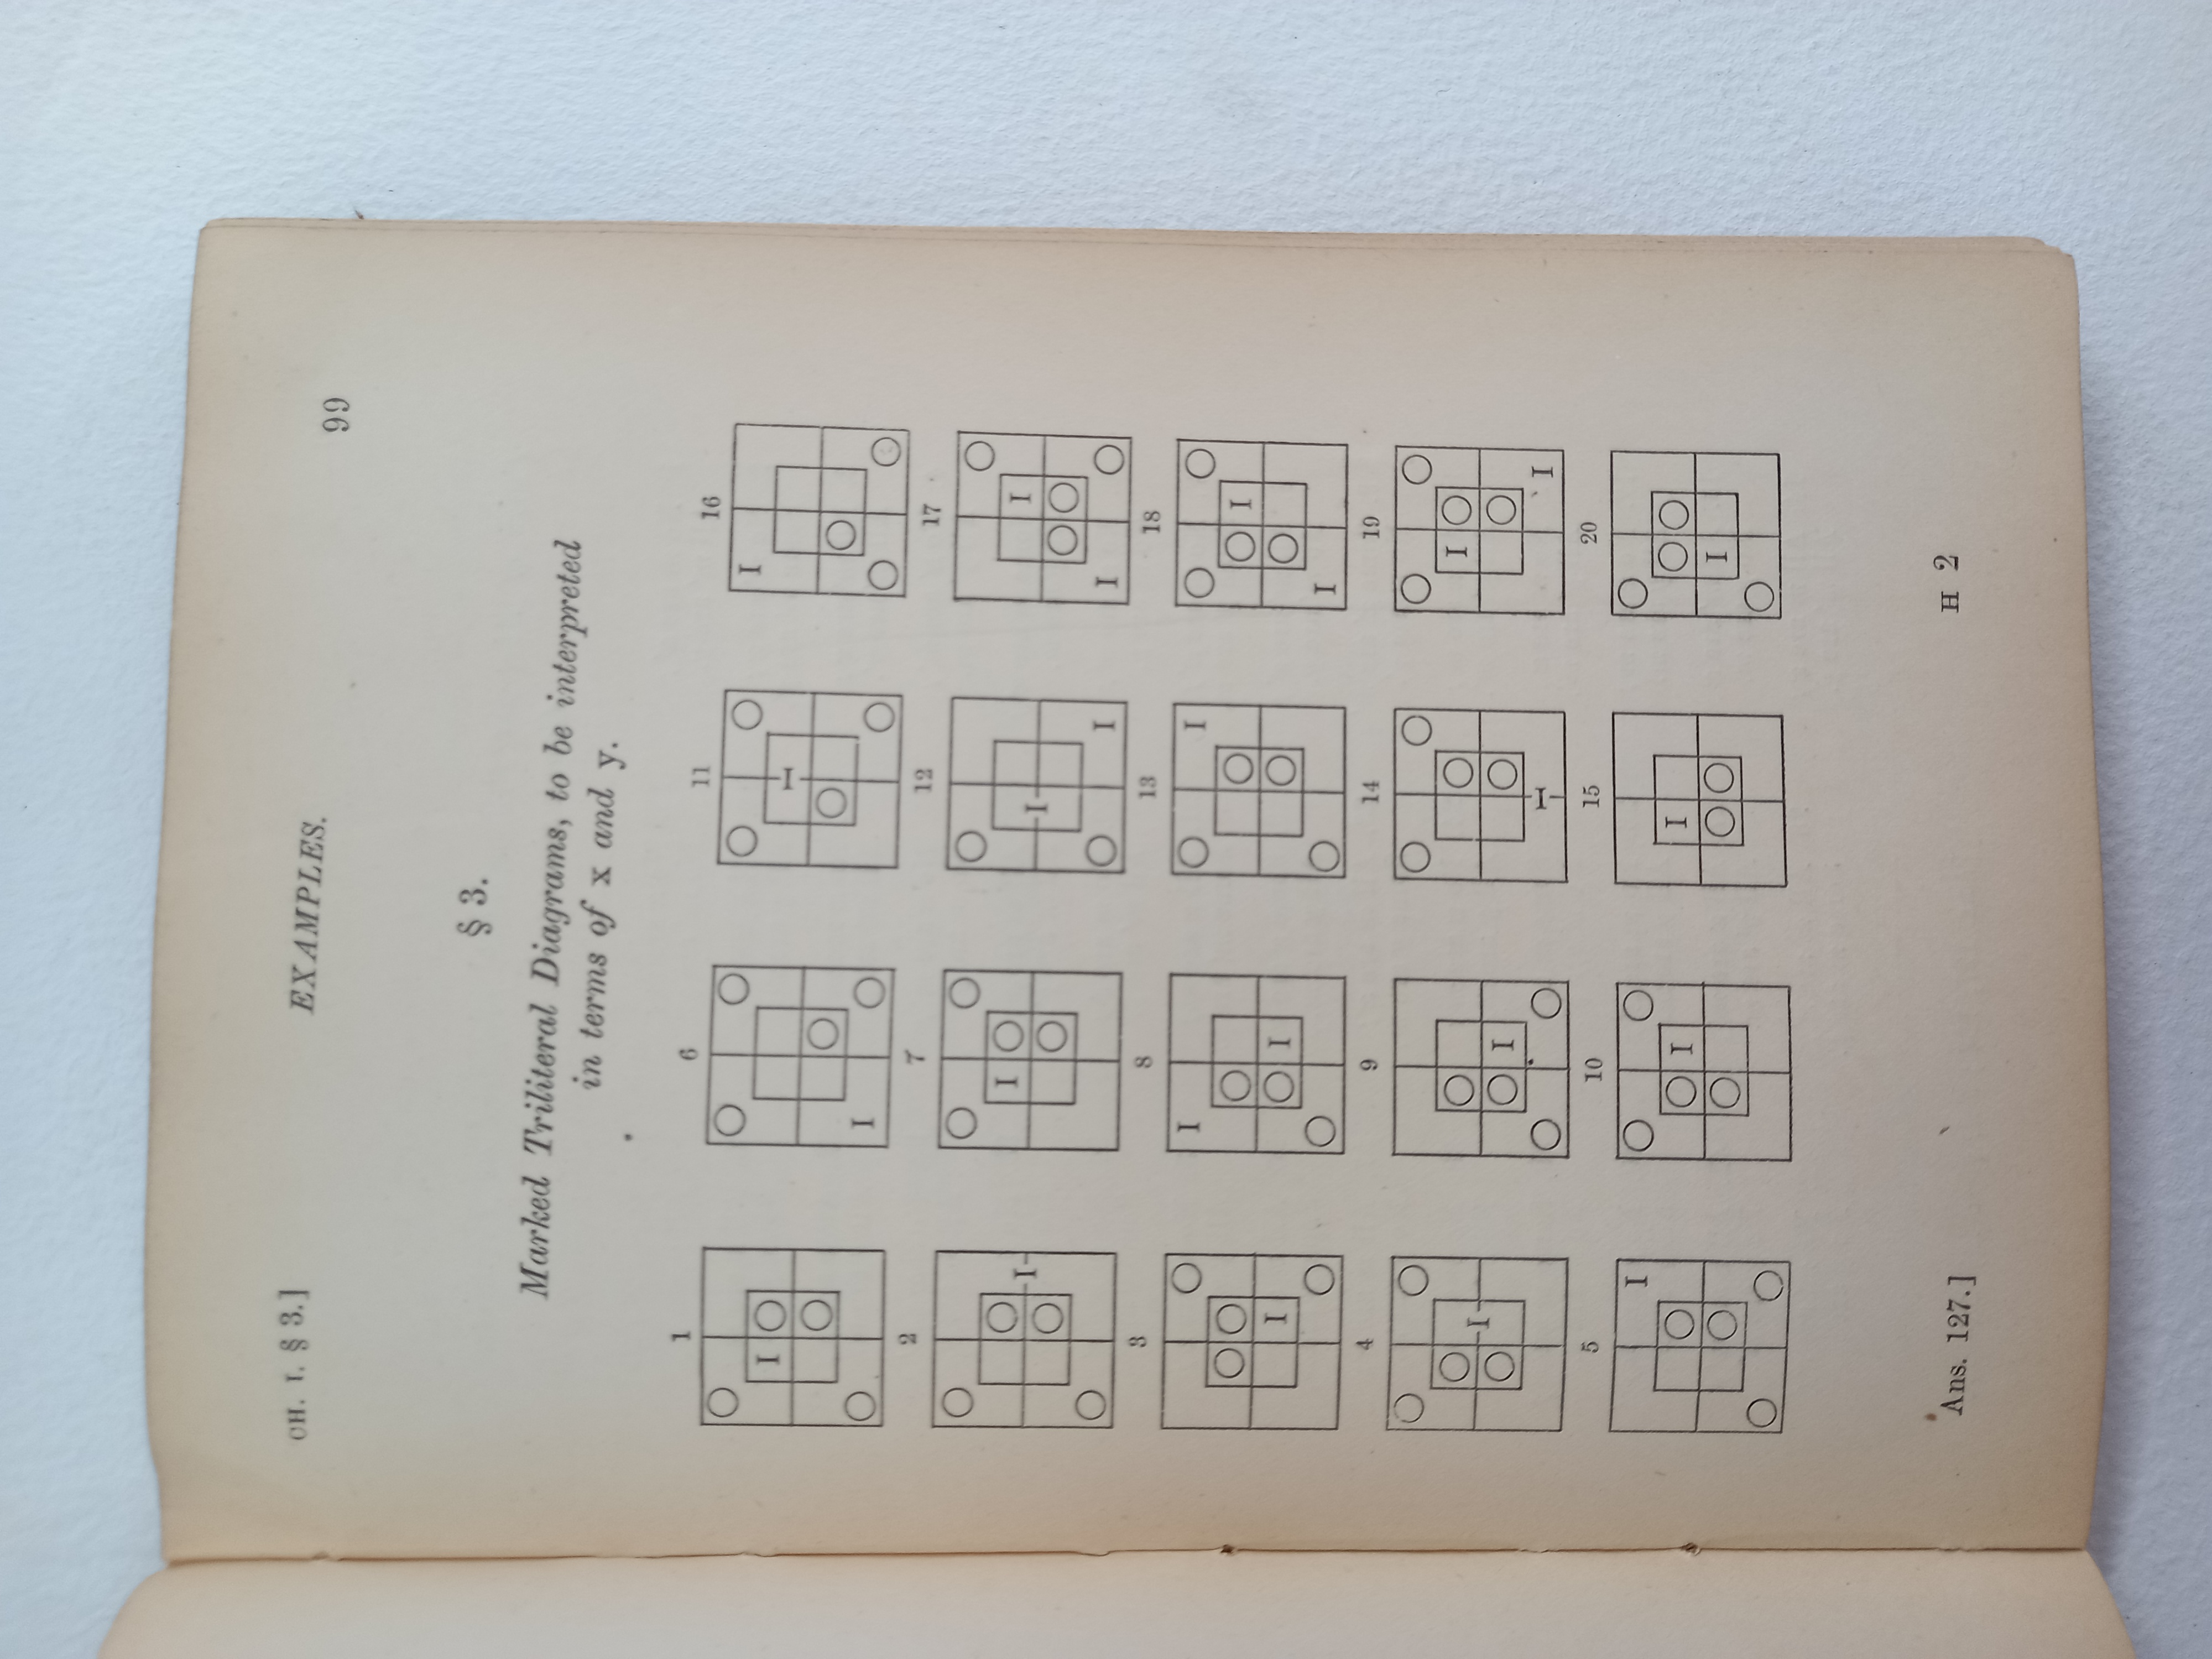 CH. I. § 3.] EXAMPLES. 99
§ 3.
Marked Triliteral Diagrams, to be interpreted
in terms of x and y.
1 6 11 16
I I I I
2 7 12 17
I I I I I I
3 8 13 18
I I I I I I
4 9 14 19
I I I I I
5 10 15 20
I I I I
Ans. 127.] H 2